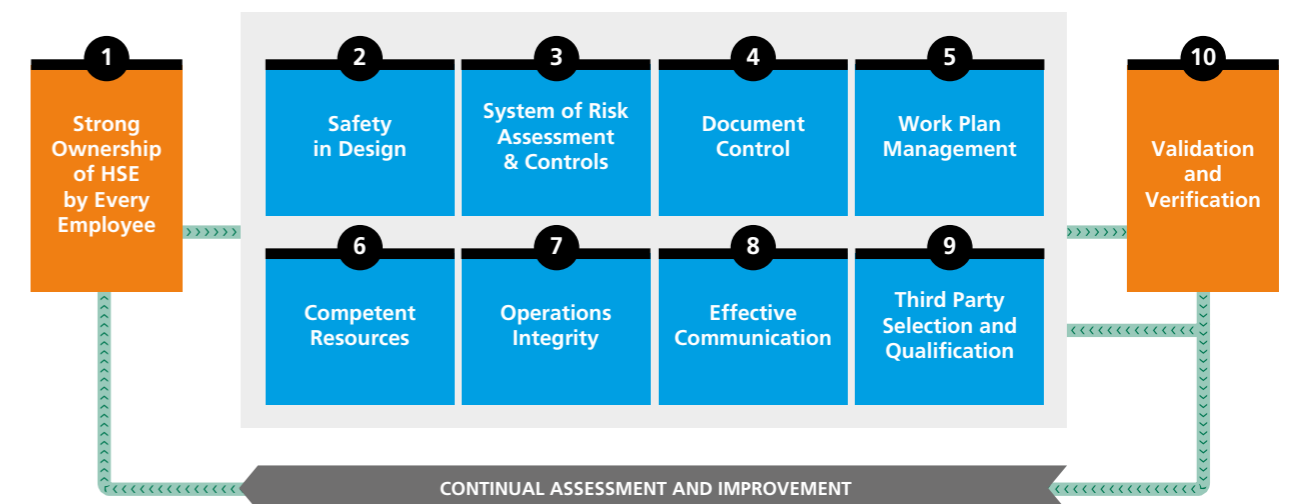 1
Strong
Ownership
of HSE
by Every
Employee
2
Safety
in Design
3
System of Risk
Assessment
& Controls
4
Document
Control
5
Work Plan
Management
6
Competent
Resources
7
Operations
Integrity
8
Effective
Communication
9
Third Party
Selection and
Qualification
10
Validation
and
Verification
CONTINUAL ASSESSMENT AND IMPROVEMENT